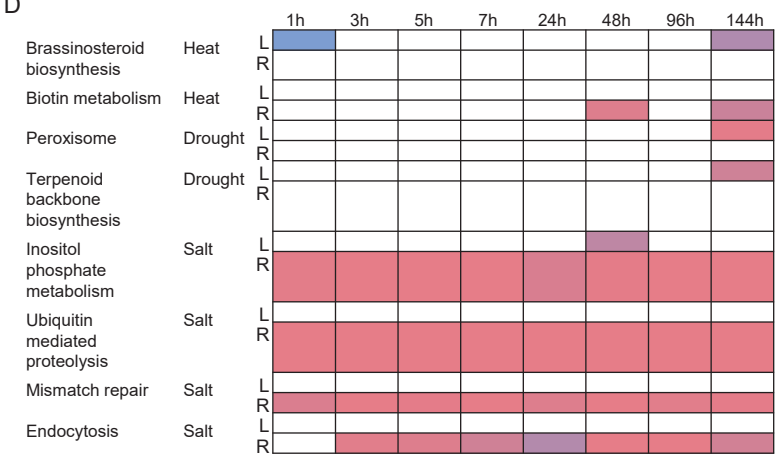 D
1h 3h 5h 7h 24h 48h 96h 144h
Brassinosteroid Heat L
biosynthesis R
Biotin metabolism Heat L
R
Peroxisome Drought L
R
Terpenoid Drought L
backbone R
biosynthesis
Inositol Salt L
phosphate R
metabolism
Ubiquitin Salt L
mediated R
proteolysis
Mismatch repair Salt L
R
Endocytosis Salt L
R